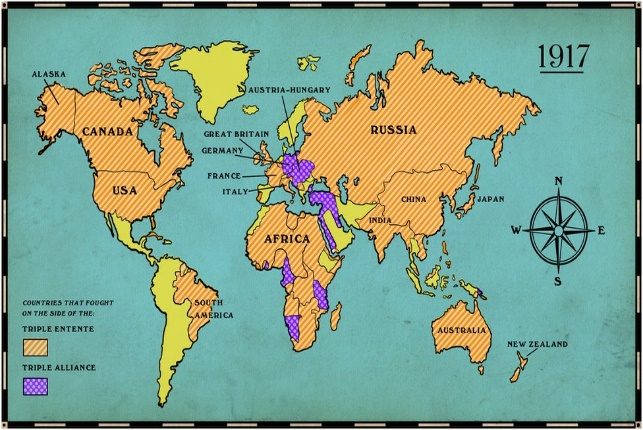 1917
ALASKA
CANADA
USA
AUSTRIA-HUNGARY
GREAT BRITAIN
GERMANY
FRANCE
ITALY
RUSSIA
CHINA
JAPAN
INDIA
AFRICA
SOUTH
AMERICA
AUSTRALIA
NEW ZEALAND
N
W
E
S
COUNTRIES THAT FOUGHT
ON THE SIDE OF THE:
TRIPLE ENTENTE
TRIPLE ALLIANCE